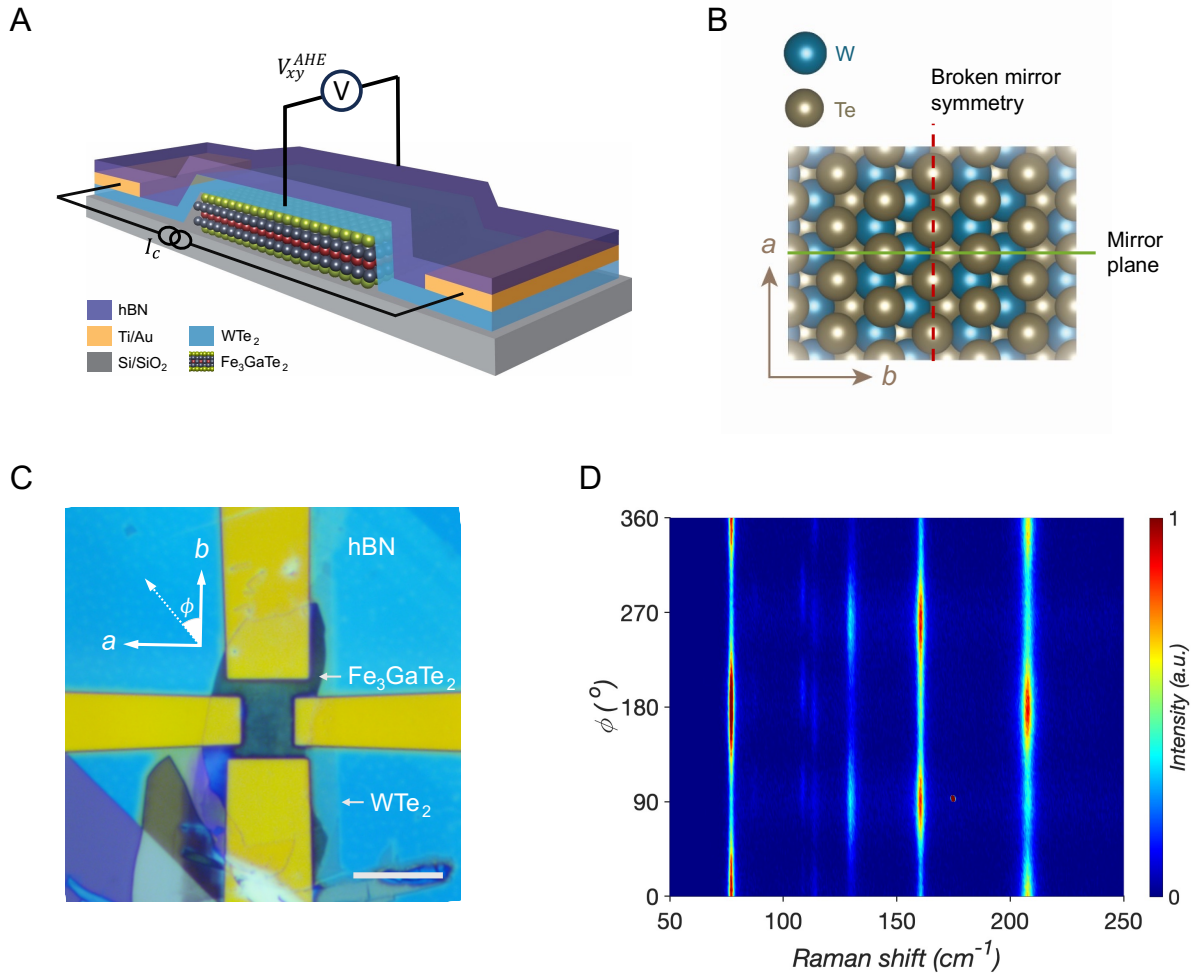 A
V_xy^AHE
V
I_c
hBN
Ti/Au
WTe₂
Si/SiO₂
Fe₃GaTe₂
B
W
Te
Broken mirror
symmetry
Mirror
plane
a
b
C
hBN
b
ϕ
a
Fe₃GaTe₂
WTe₂
D
360
270
180
90
0
ϕ (°)
50
100
150
200
250
Raman shift (cm⁻¹)
1
0
Intensity (a.u.)